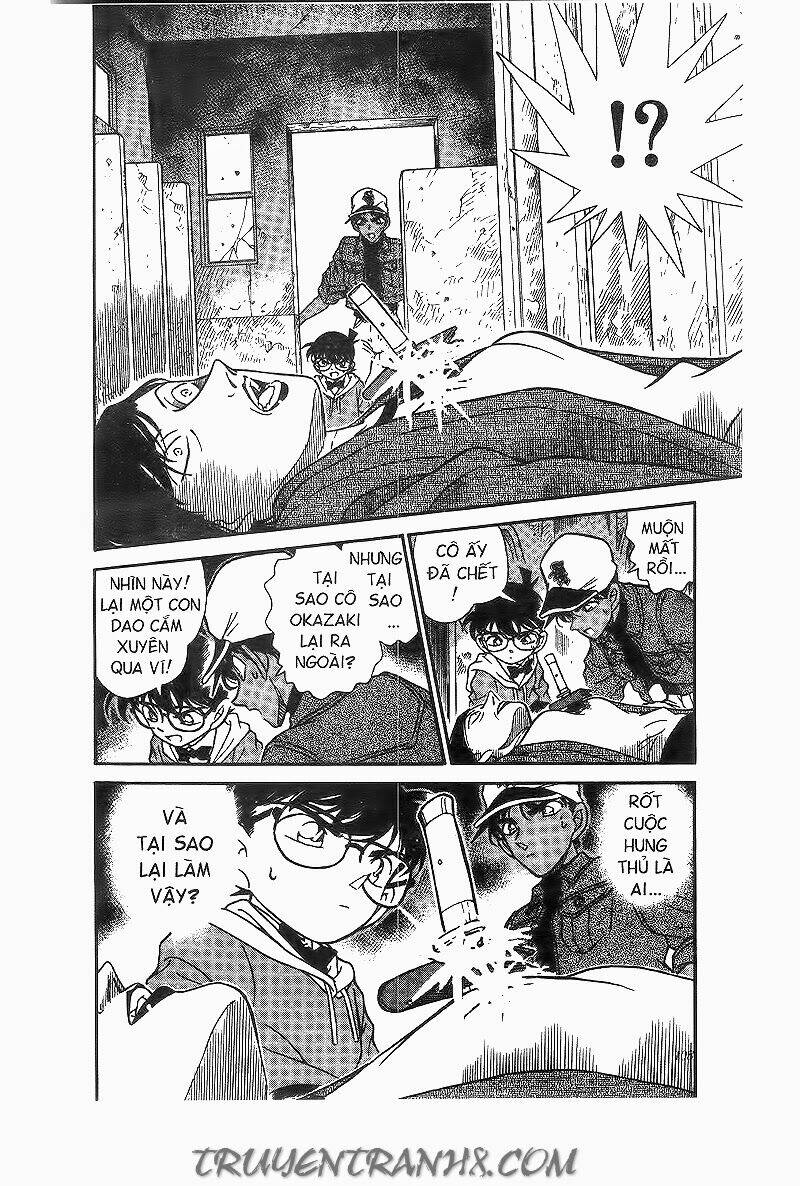 !?
MUỘN
MẤT
RỒI...
CÔ ẤY
ĐÃ CHẾT
!
NHƯNG
TẠI
SAO
...
TẠI
SAO CÔ
OKAZAKI
LẠI RA
NGOÀI?
NHÌN NÀY!
LẠI MỘT CON
DAO CẮM
XUYÊN
QUA VÍ!
RỐT
CUỘC
HUNG
THỦ LÀ
AI...
VÀ
TẠI SAO
LẠI LÀM
VẬY?
TRUYENTRANH8.COM